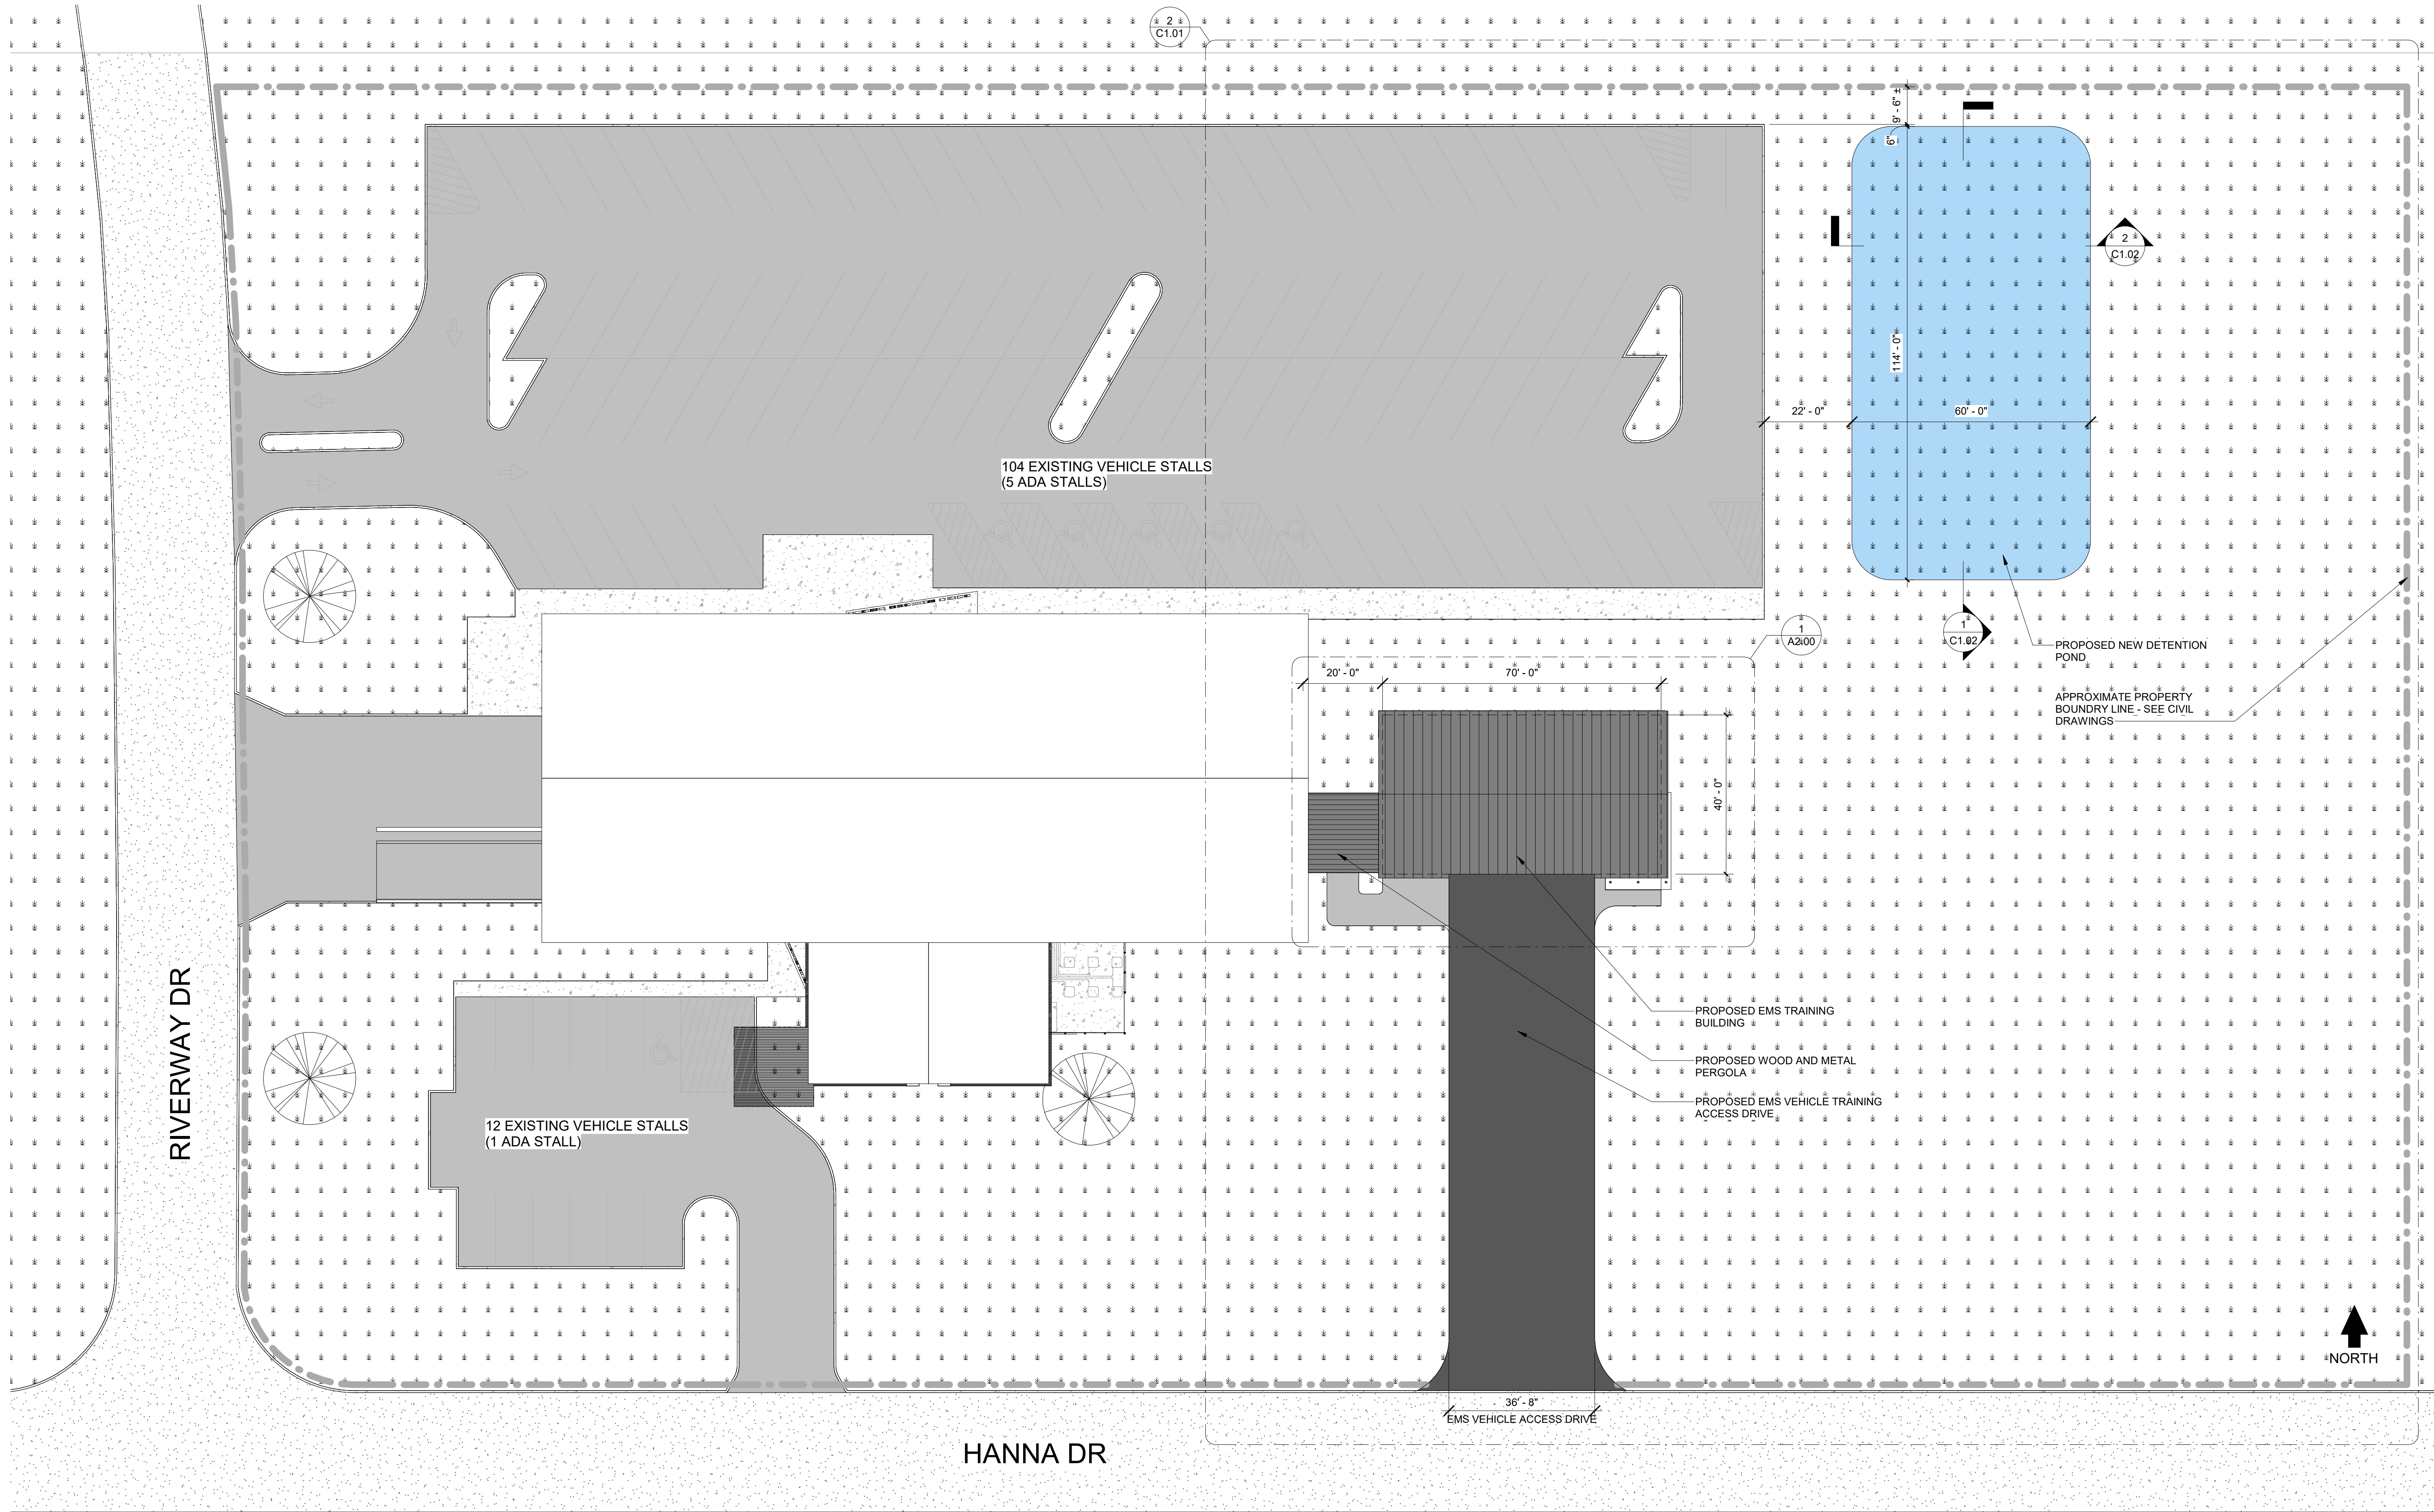 2
C1.01
9' - 6" ±
6"
114' - 0"
2
C1.02
22' - 0"
60' - 0"
104 EXISTING VEHICLE STALLS
(5 ADA STALLS)
1
C1.02
1
A2.00
PROPOSED NEW DETENTION
POND
20' - 0"
70' - 0"
APPROXIMATE PROPERTY
BOUNDRY LINE - SEE CIVIL
DRAWINGS
40' - 0"
PROPOSED EMS TRAINING
BUILDING
PROPOSED WOOD AND METAL
PERGOLA
PROPOSED EMS VEHICLE TRAINING
ACCESS DRIVE
RIVERWAY DR
12 EXISTING VEHICLE STALLS
(1 ADA STALL)
NORTH
36' - 8"
EMS VEHICLE ACCESS DRIVE
HANNA DR